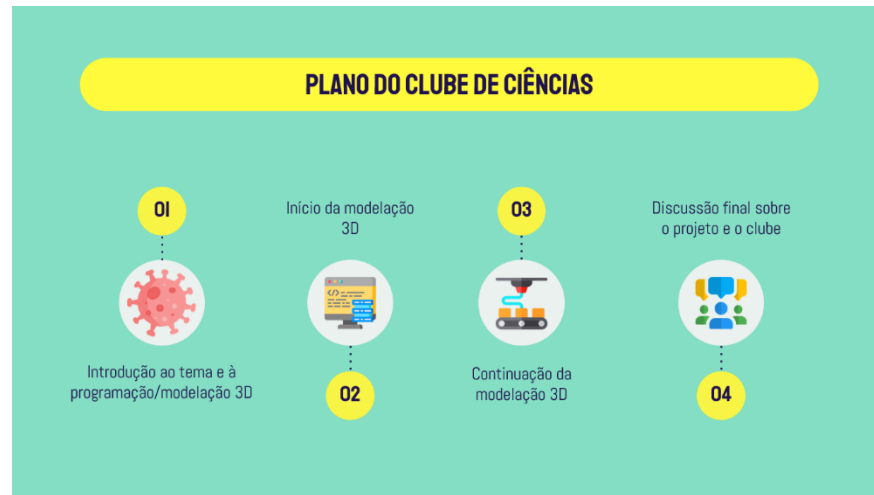 PLANO DO CLUBE DE CIÊNCIAS
01
Introdução ao tema e à
programação/modelação 3D
Início da modelação
3D
02
03
Continuação da
modelação 3D
Discussão final sobre
o projeto e o clube
04